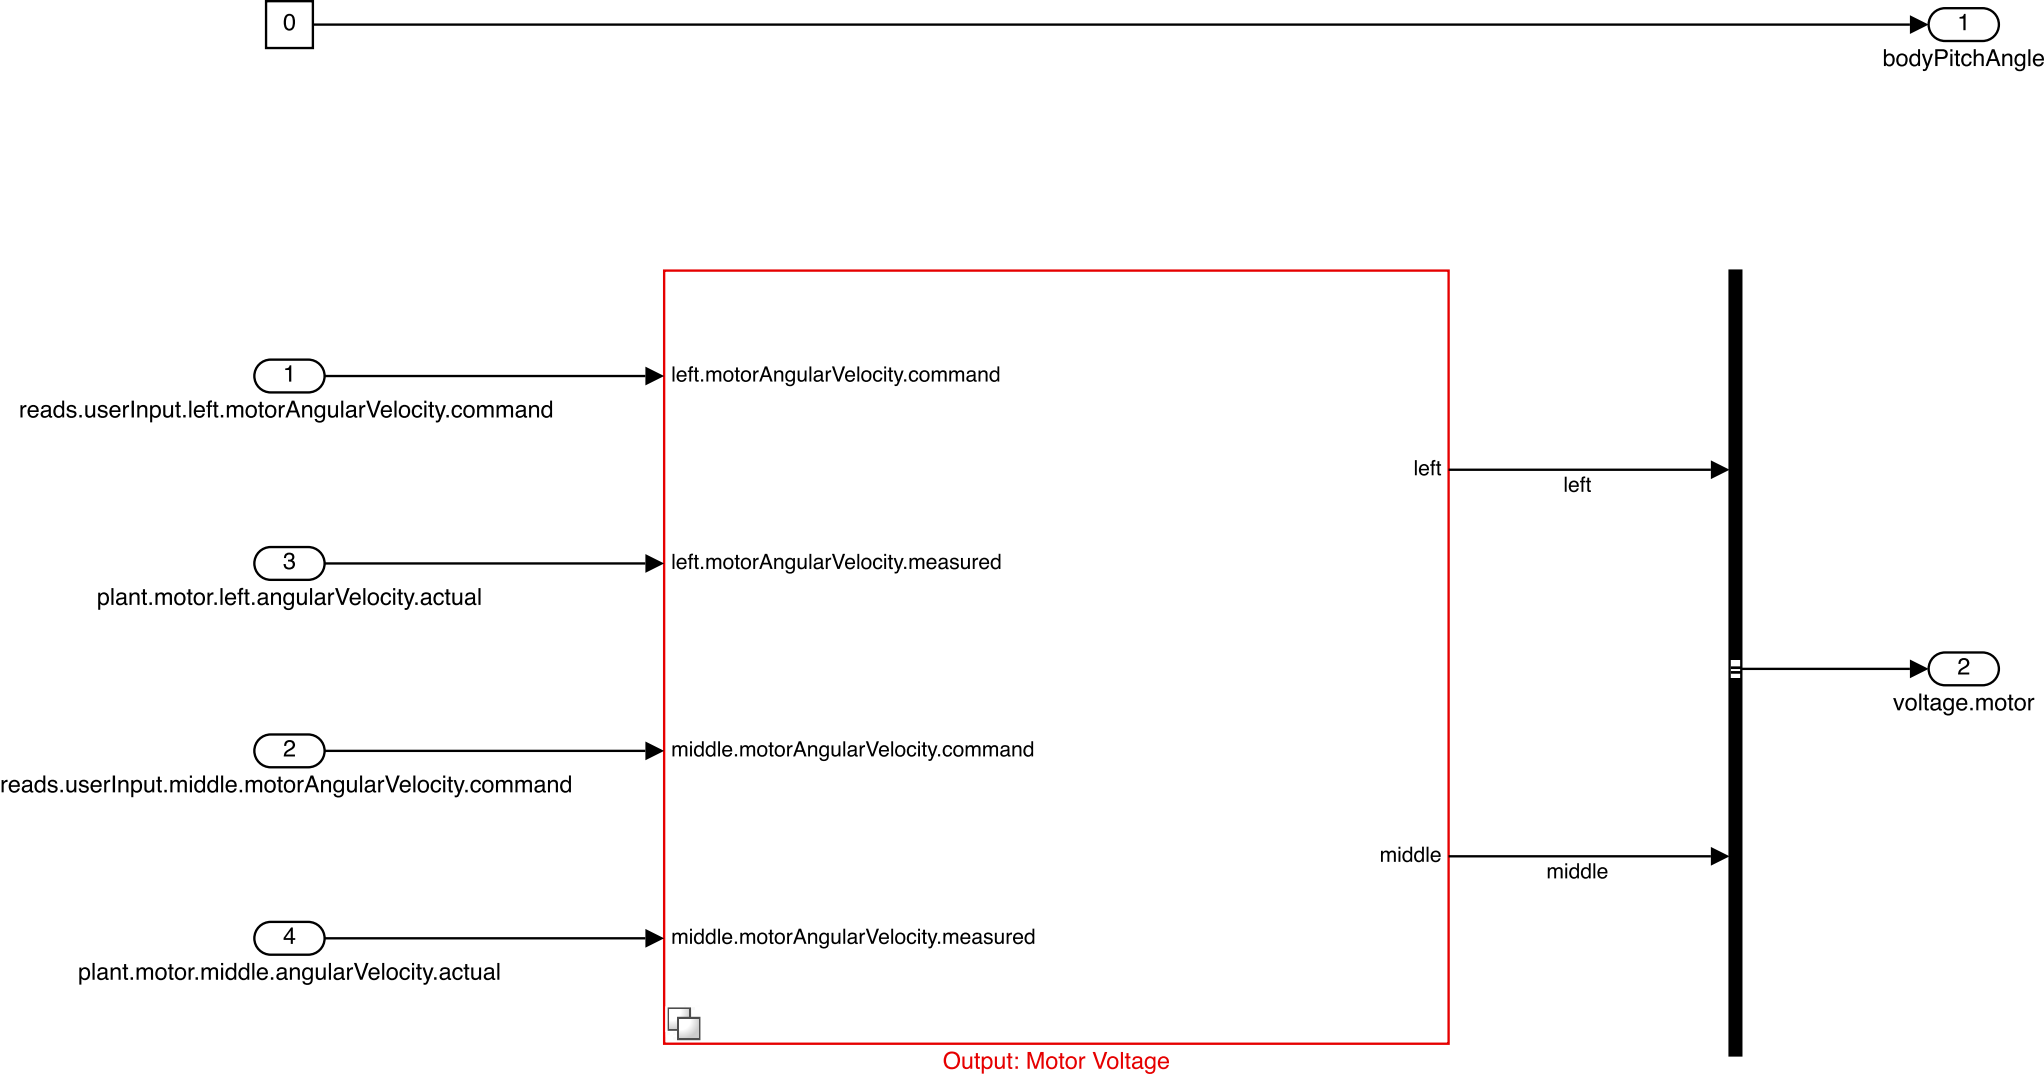 0
1
bodyPitchAngle
1
left.motorAngularVelocity.command
reads.userInput.left.motorAngularVelocity.command
left
left
3
left.motorAngularVelocity.measured
plant.motor.left.angularVelocity.actual
2
voltage.motor
2
middle.motorAngularVelocity.command
reads.userInput.middle.motorAngularVelocity.command
middle
middle
4
middle.motorAngularVelocity.measured
plant.motor.middle.angularVelocity.actual
Output: Motor Voltage